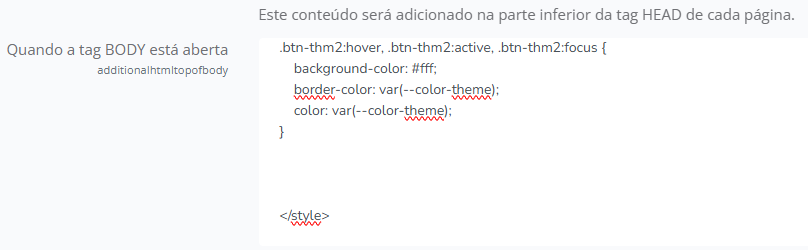 Este conteúdo será adicionado na parte inferior da tag HEAD de cada página.
Quando a tag BODY está aberta
additionalhtmltopofbody
.btn-thm2:hover, .btn-thm2:active, .btn-thm2:focus {
background-color: #fff;
border-color: var(--color-theme);
color: var(--color-theme);
}
</style>